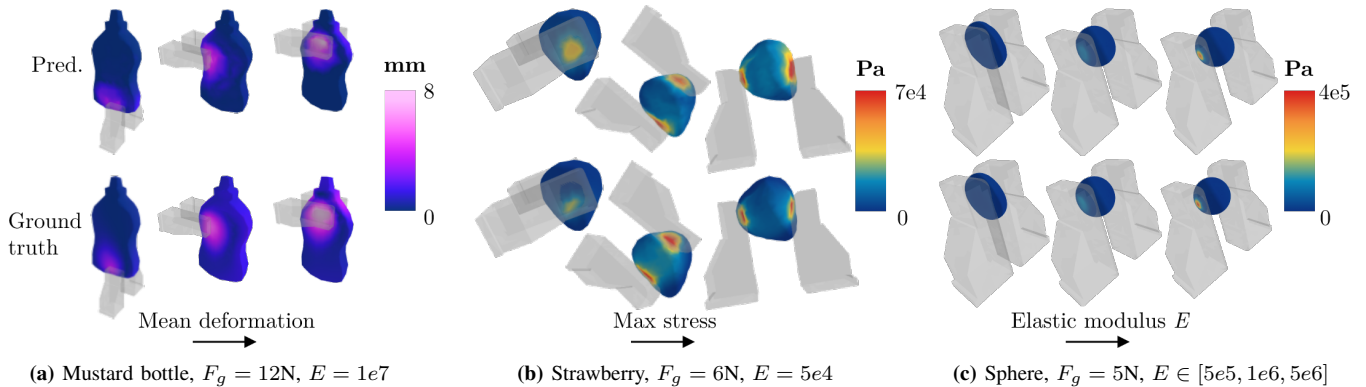 Pred.
Ground
truth
mm
8
0
Mean deformation
(a) Mustard bottle, $F_g$ = 12N, $E$ = 1e7
Pa
7e4
0
Max stress
(b) Strawberry, $F_g$ = 6N, $E$ = 5e4
Pa
4e5
0
Elastic modulus $E$
(c) Sphere, $F_g$ = 5N, $E$ ∈ [5e5, 1e6, 5e6]